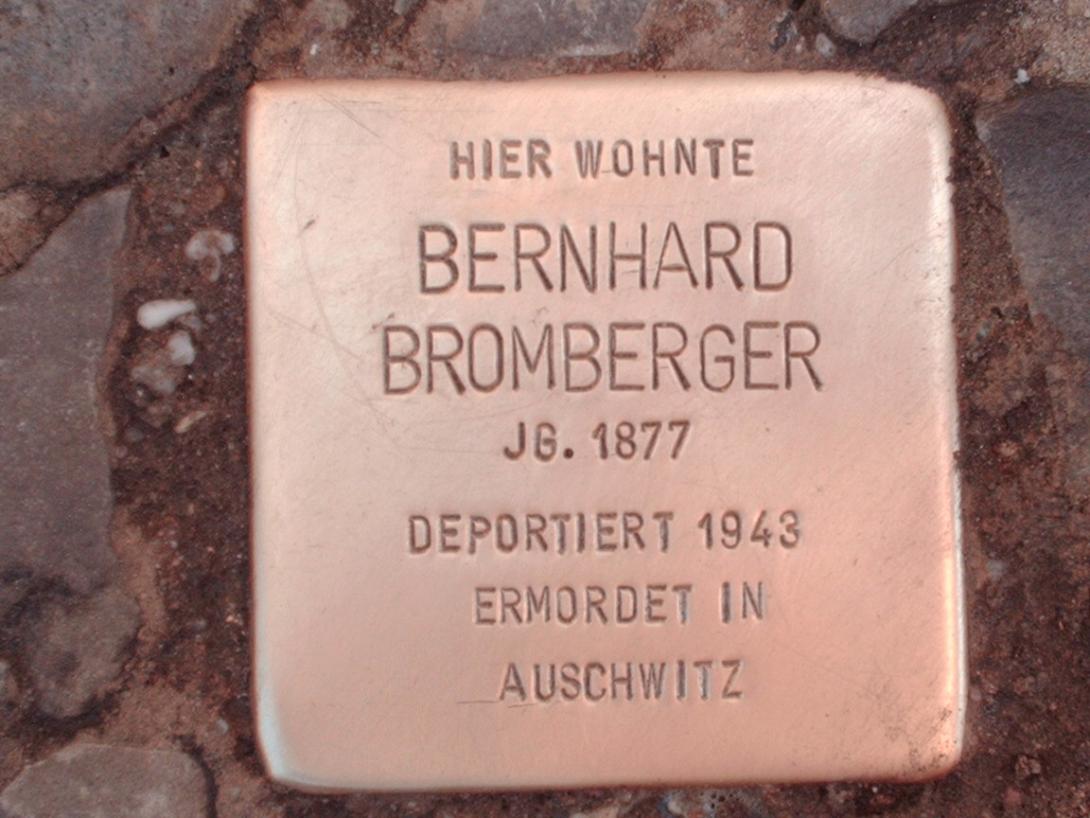 HIER WOHNTE
BERNHARD
BROMBERGER
JG. 1877
DEPORTIERT 1943
ERMORDET IN
AUSCHWITZ